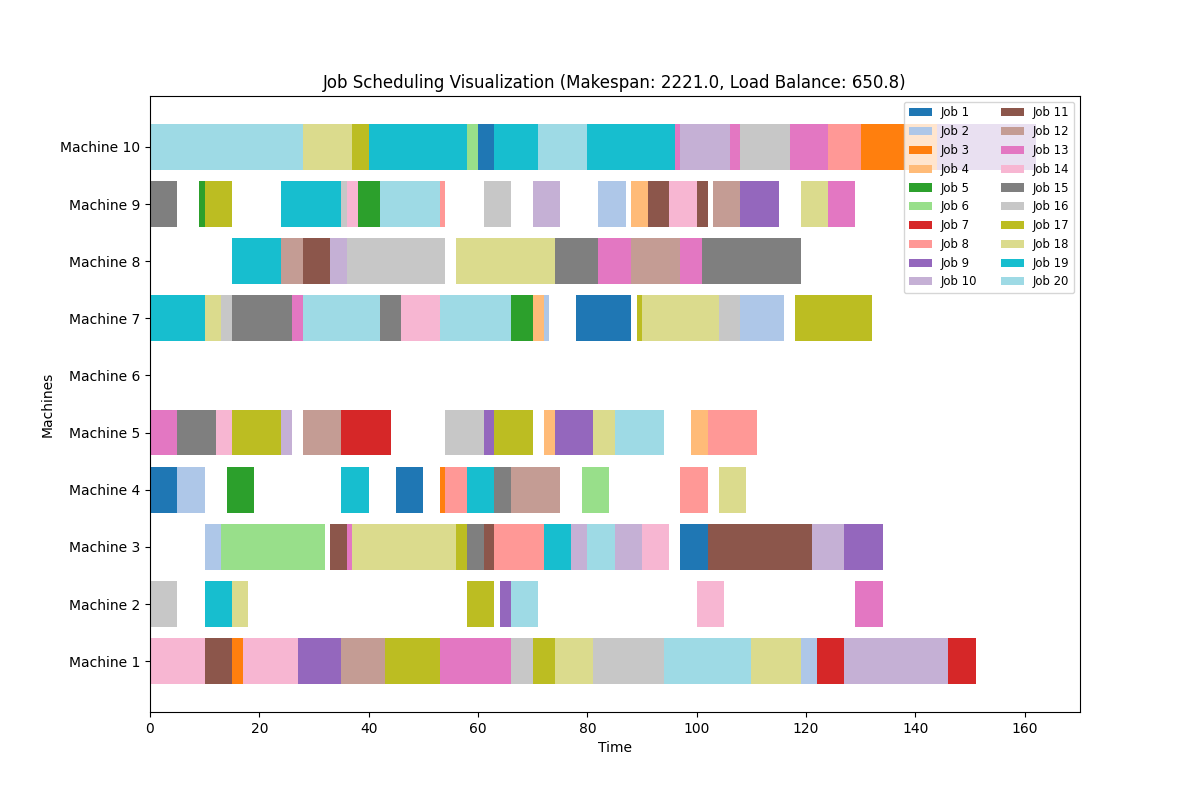 Job Scheduling Visualization (Makespan: 2221.0, Load Balance: 650.8)
Machine 10
Machine 9
Machine 8
Machine 7
Machine 6
Machine 5
Machine 4
Machine 3
Machine 2
Machine 1
Machines
0 20 40 60 80 100 120 140 160
Time
Job 1 Job 11
Job 2 Job 12
Job 3 Job 13
Job 4 Job 14
Job 5 Job 15
Job 6 Job 16
Job 7 Job 17
Job 8 Job 18
Job 9 Job 19
Job 10 Job 20